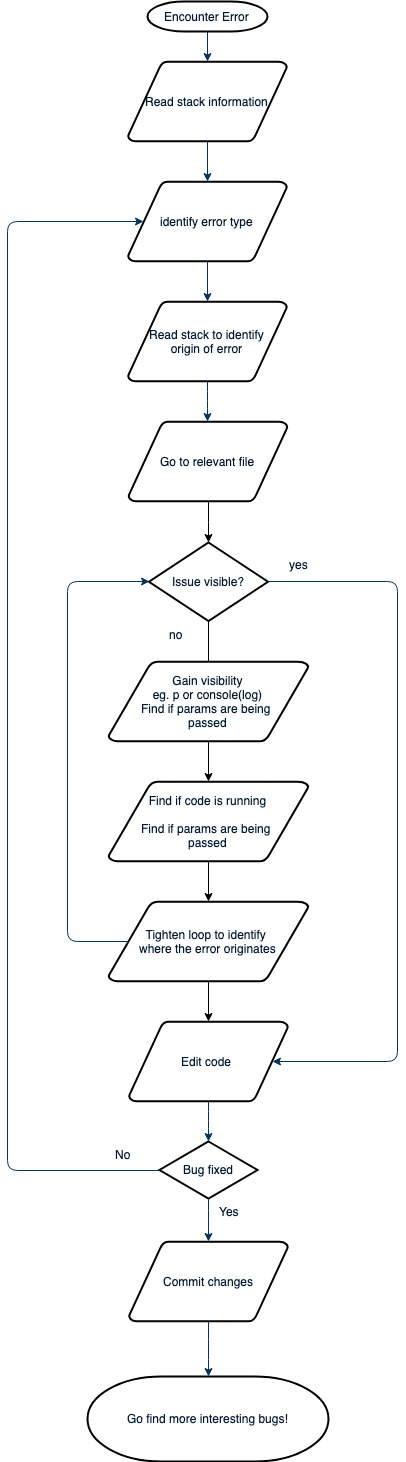 Encounter Error
Read stack information
identify error type
Read stack to identify
origin of error
Go to relevant file
Issue visible?
yes
no
Gain visibility
eg. p or console(log)
Find if params are being
passed
Find if code is running
Find if params are being
passed
Tighten loop to identify
where the error originates
Edit code
Bug fixed
No
Yes
Commit changes
Go find more interesting bugs!